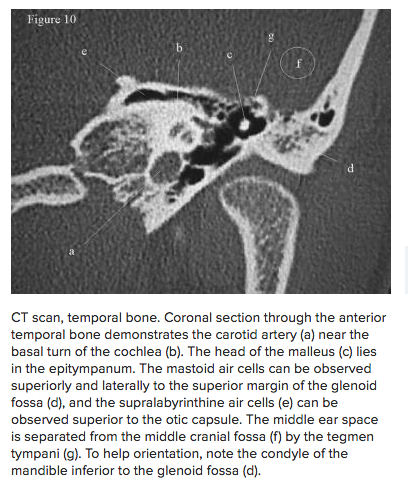 Figure 10
e
b
c
g
f
d
a
CT scan, temporal bone. Coronal section through the anterior
temporal bone demonstrates the carotid artery (a) near the
basal turn of the cochlea (b). The head of the malleus (c) lies
in the epitympanum. The mastoid air cells can be observed
superiorly and laterally to the superior margin of the glenoid
fossa (d), and the supralabyrinthine air cells (e) can be
observed superior to the otic capsule. The middle ear space
is separated from the middle cranial fossa (f) by the tegmen
tympani (g). To help orientation, note the condyle of the
mandible inferior to the glenoid fossa (d).